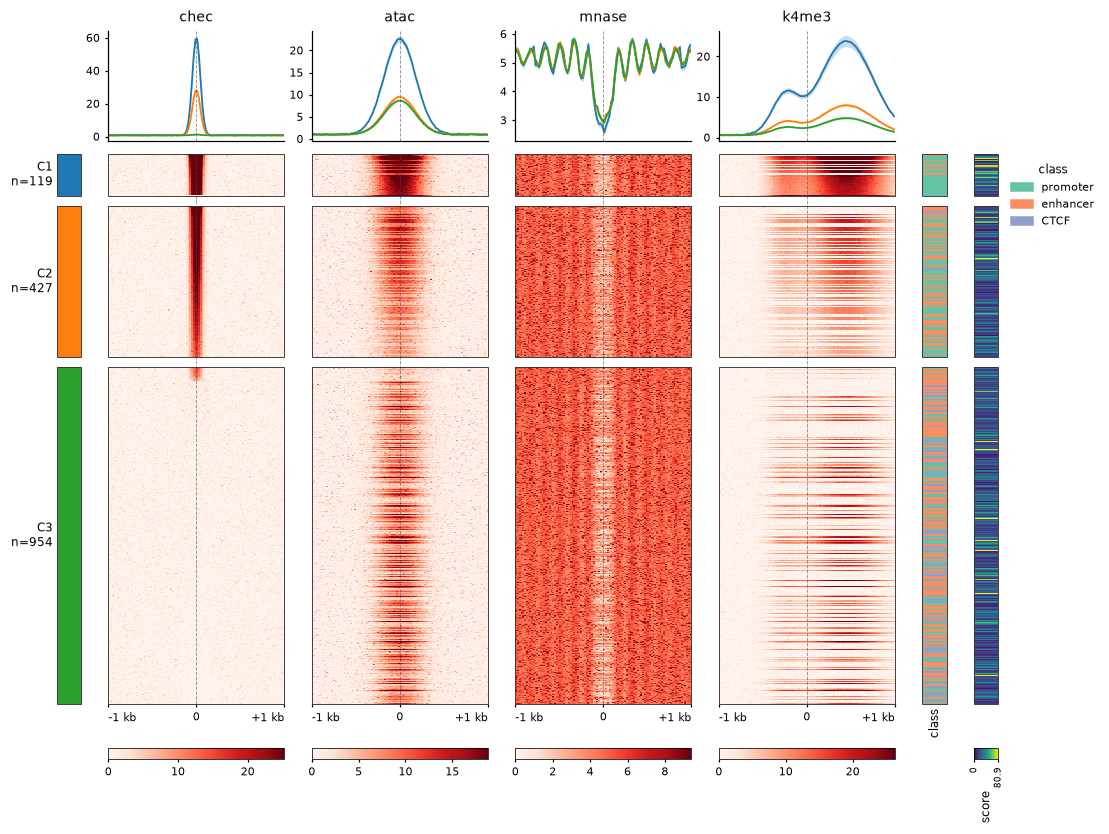 chec atac mnase k4me3
60
40
20
0
20
15
10
5
0
6
5
4
3
20
10
0
C1
n=119
C2
n=427
C3
n=954
class
promoter
enhancer
CTCF
-1 kb 0 +1 kb -1 kb 0 +1 kb -1 kb 0 +1 kb -1 kb 0 +1 kb
class
0 10 20 0 5 10 15 0 2 4 6 8 0 10 20
0 80.9
score